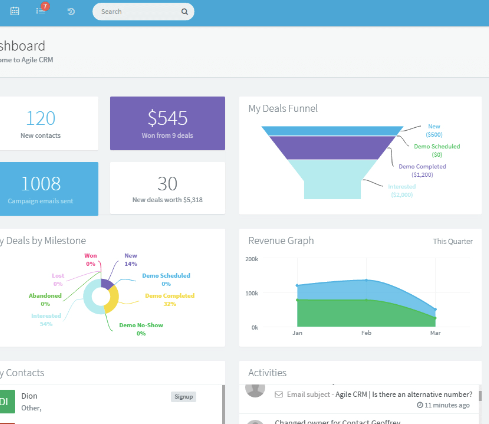 7
Search
shboard
ome to Agile CRM
120
New contacts
$545
Won from 9 deals
1008
Campaign emails sent
30
New deals worth $5,318
My Deals Funnel
New
($500)
Demo Scheduled
($0)
Demo Completed
($1,200)
Interested
y Deals by Milestone
Won
0%
New
14%
Lost
0%
Demo Scheduled
0%
Abandoned
0%
Demo Completed
32%
Interested
54%
Demo No-Show
0%
Revenue Graph
This Quarter
200k
100k
0k
Jan
Feb
Mar
y Contacts
DI
Dion
Other,
Signup
Activities
Email subject - Agile CRM | Is there an alternative number?
11 minutes ago
Changed owner for Contact Geoffrey